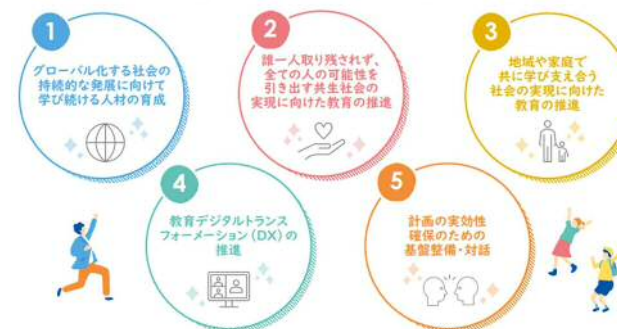 1
グローバル化する社会の
持続的な発展に向けて
学び続ける人材の育成
2
誰一人取り残されず、
全ての人の可能性を
引き出す共生社会の
実現に向けた教育の推進
3
地域や家庭で
共に学び支え合う
社会の実現に向けた
教育の推進
4
教育デジタルトランス
フォーメーション(DX)の
推進
5
計画の実効性
確保のための
基盤整備・対話